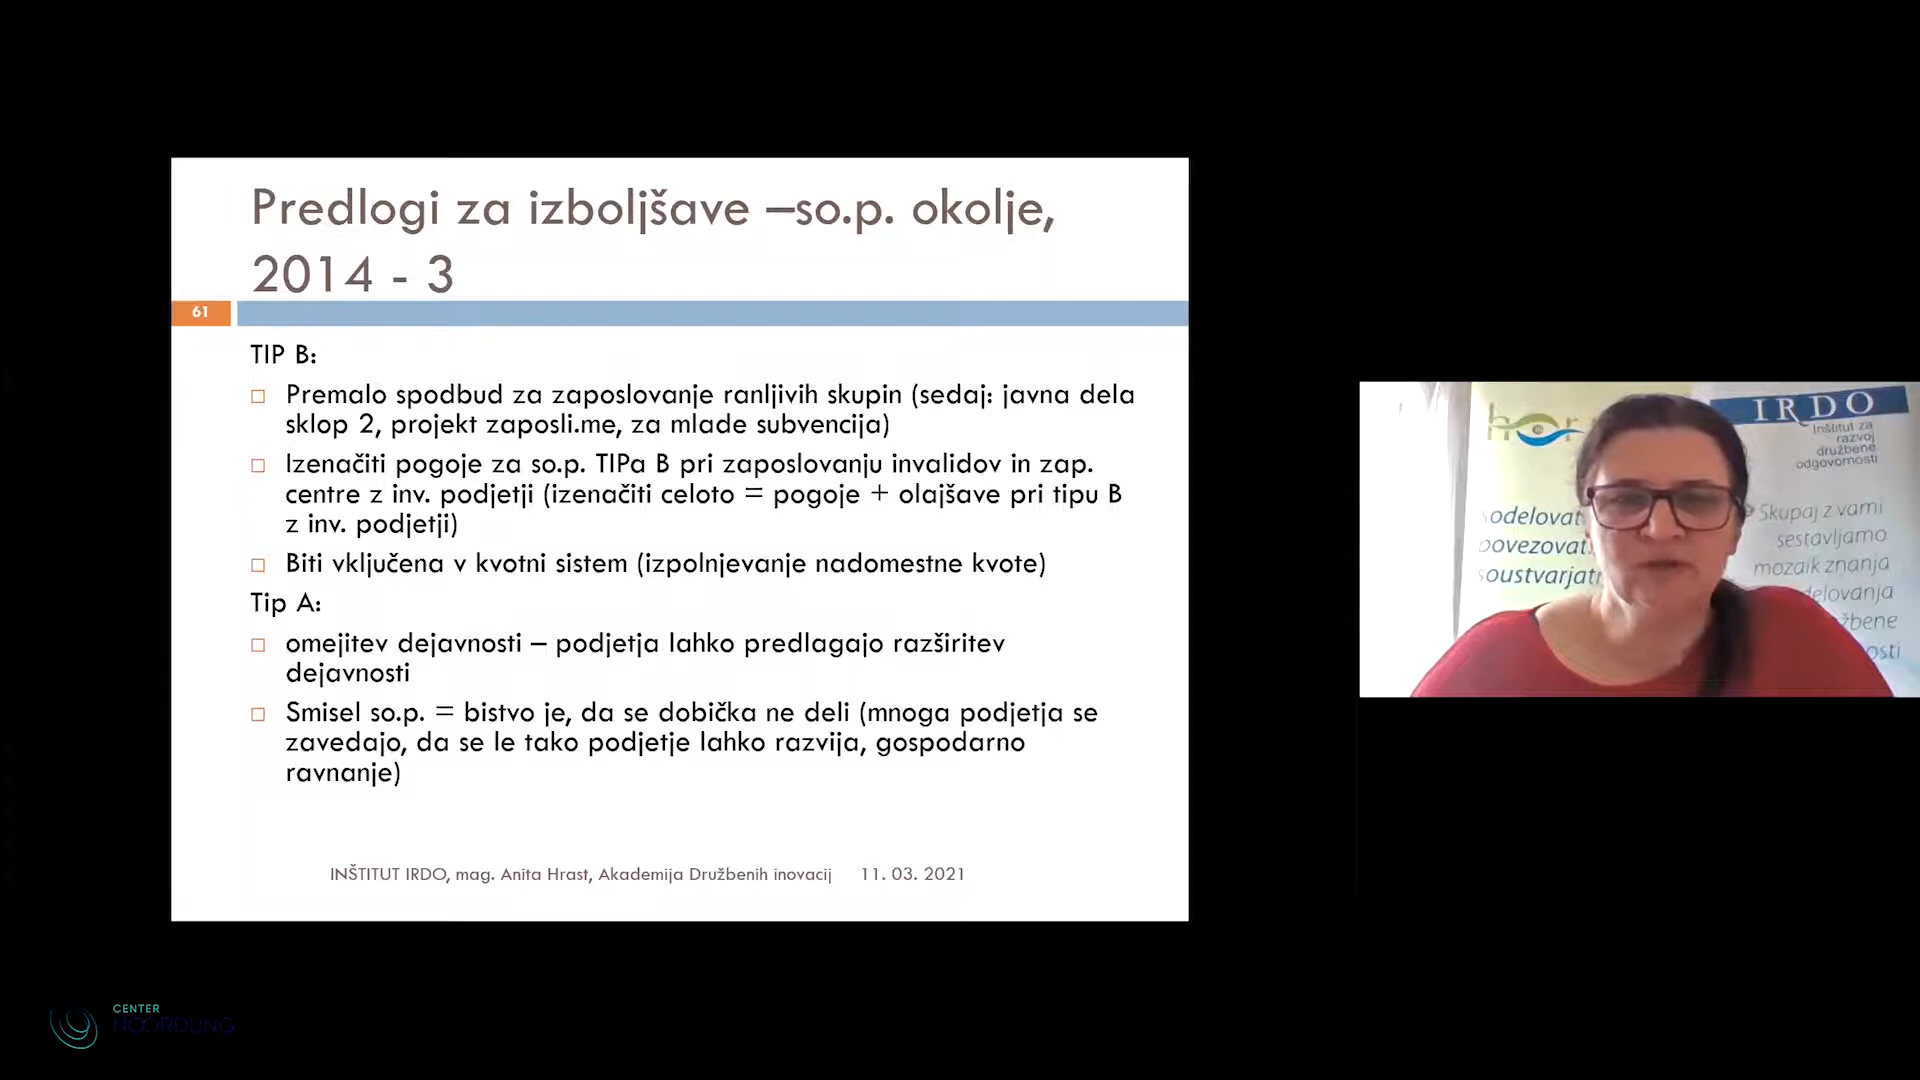 Predlogi za izboljšave –so.p. okolje,
2014 - 3
61
TIP B:
Premalo spodbud za zaposlovanje ranljivih skupin (sedaj: javna dela
sklop 2, projekt zaposli.me, za mlade subvencija)
Izenačiti pogoje za so.p. TIPa B pri zaposlovanju invalidov in zap.
centre z inv. podjetji (izenačiti celoto = pogoje + olajšave pri tipu B
z inv. podjetji)
Biti vključena v kvotni sistem (izpolnjevanje nadomestne kvote)
Tip A:
omejitev dejavnosti – podjetja lahko predlagajo razširitev
dejavnosti
Smisel so.p. = bistvo je, da se dobička ne deli (mnoga podjetja se
zavedajo, da se le tako podjetje lahko razvija, gospodarno
ravnanje)
INŠTITUT IRDO, mag. Anita Hrast, Akademija Družbenih inovacij 11. 03. 2021
IRDO
Inštitut za
razvoj
družbene
odgovornosti
Skupaj z vami
sestavljamo
mozaik znanja
CENTER
NOORDUNG